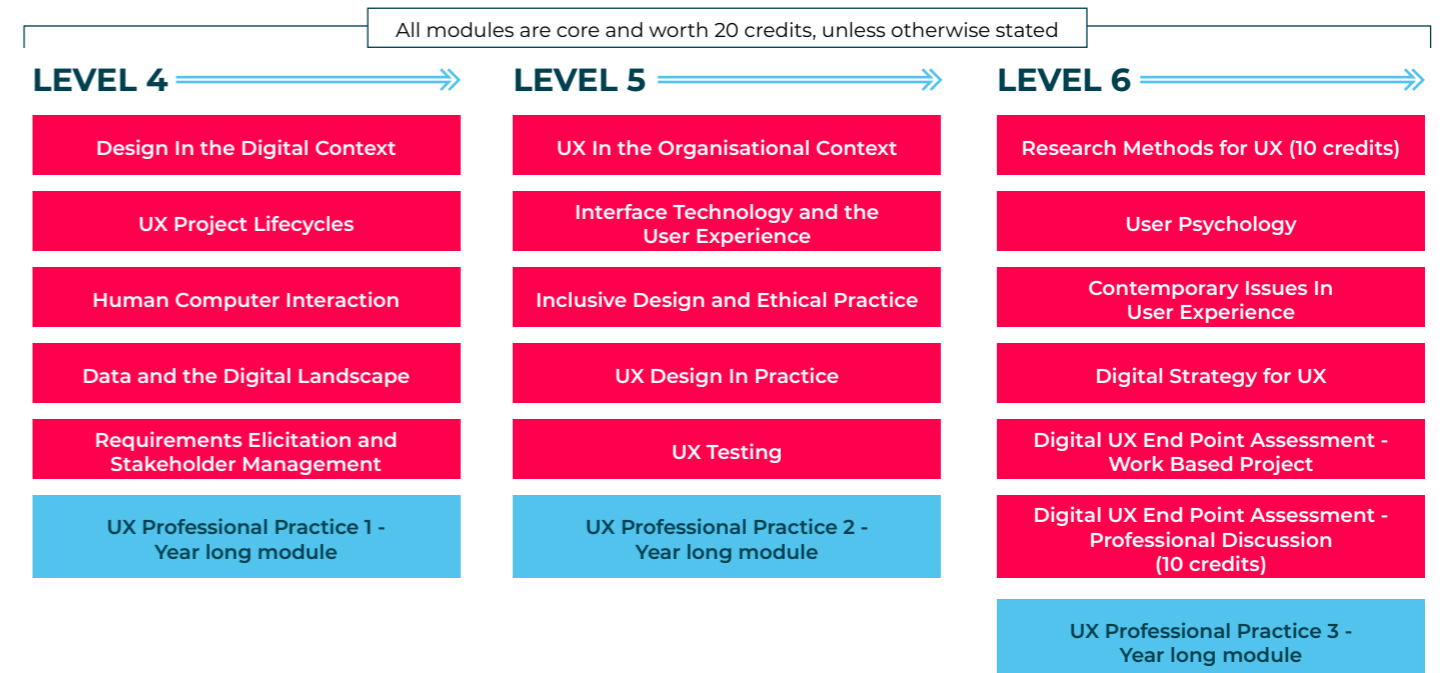 All modules are core and worth 20 credits, unless otherwise stated
LEVEL 4
Design In the Digital Context
UX Project Lifecycles
Human Computer Interaction
Data and the Digital Landscape
Requirements Elicitation and
Stakeholder Management
UX Professional Practice 1 -
Year long module
LEVEL 5
UX In the Organisational Context
Interface Technology and the
User Experience
Inclusive Design and Ethical Practice
UX Design In Practice
UX Testing
UX Professional Practice 2 -
Year long module
LEVEL 6
Research Methods for UX (10 credits)
User Psychology
Contemporary Issues In
User Experience
Digital Strategy for UX
Digital UX End Point Assessment -
Work Based Project
Digital UX End Point Assessment -
Professional Discussion
(10 credits)
UX Professional Practice 3 -
Year long module